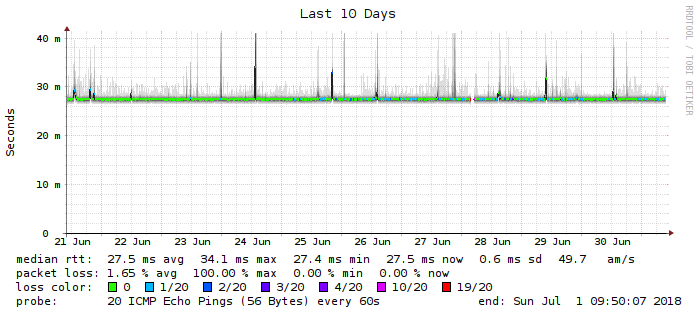 Last 10 Days
RRDTOOL / TOBI OETIKER
Seconds
40 m
30 m
20 m
10 m
0
21 Jun 22 Jun 23 Jun 24 Jun 25 Jun 26 Jun 27 Jun 28 Jun 29 Jun 30 Jun
median rtt: 27.5 ms avg 34.1 ms max 27.4 ms min 27.5 ms now 0.6 ms sd 49.7 am/s
packet loss: 1.65 % avg 100.00 % max 0.00 % min 0.00 % now
loss color: 0 1/20 2/20 3/20 4/20 10/20 19/20
probe: 20 ICMP Echo Pings (56 Bytes) every 60s end: Sun Jul 1 09:50:07 2018